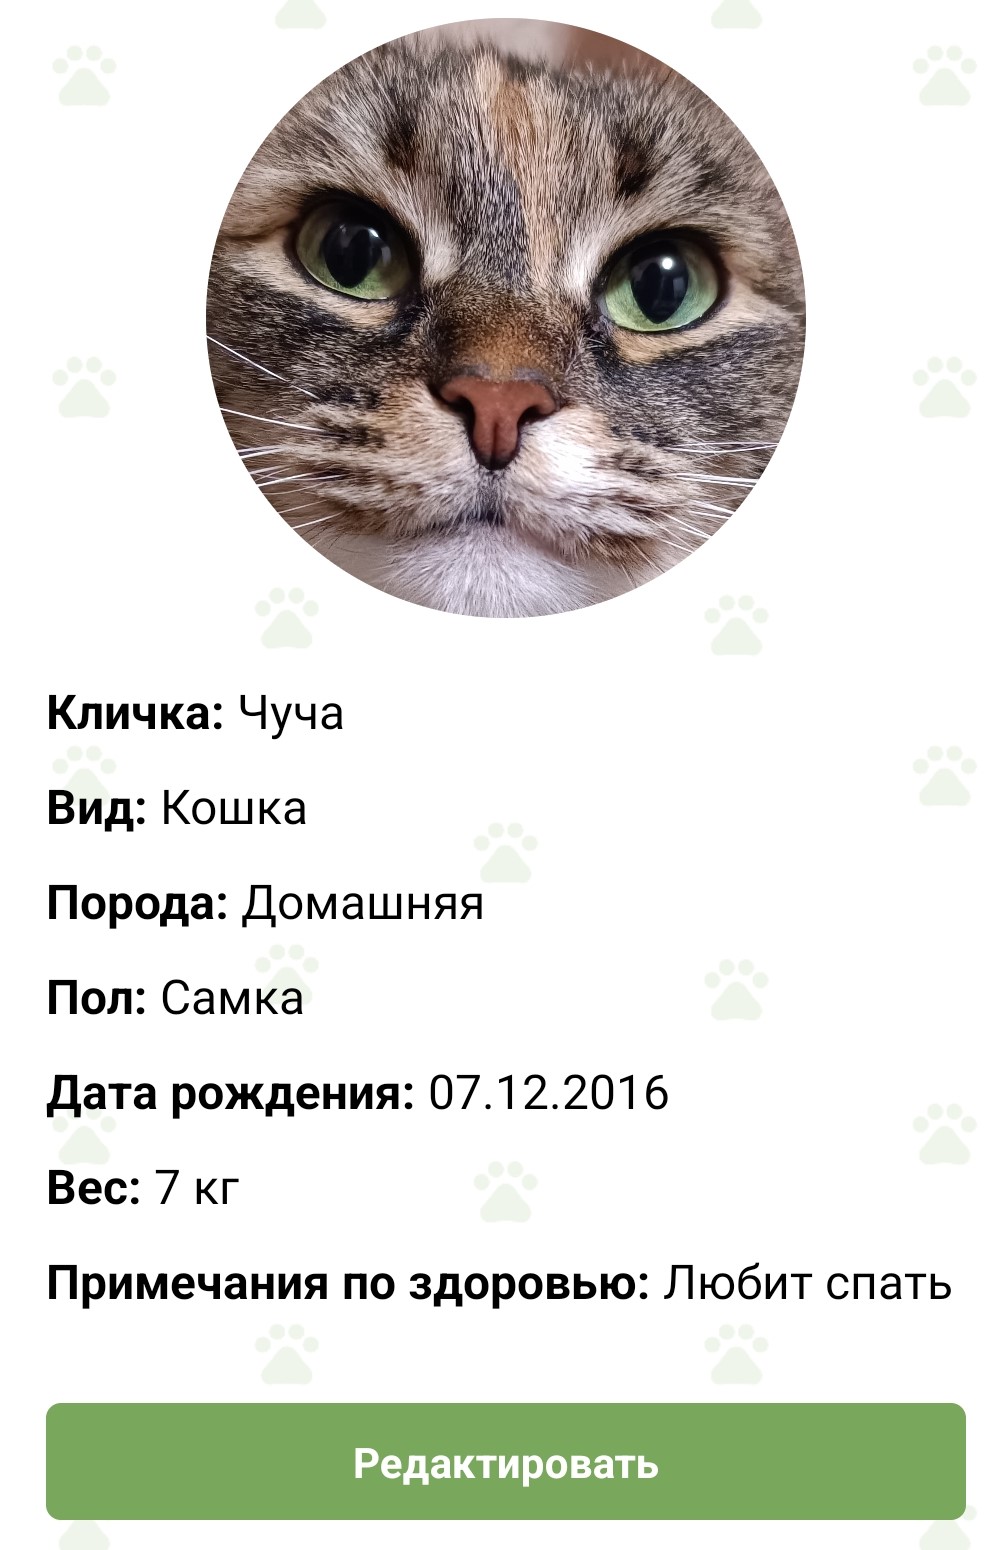 Кличка: Чуча
Вид: Кошка
Порода: Домашняя
Пол: Самка
Дата рождения: 07.12.2016
Вес: 7 кг
Примечания по здоровью: Любит спать
Редактировать